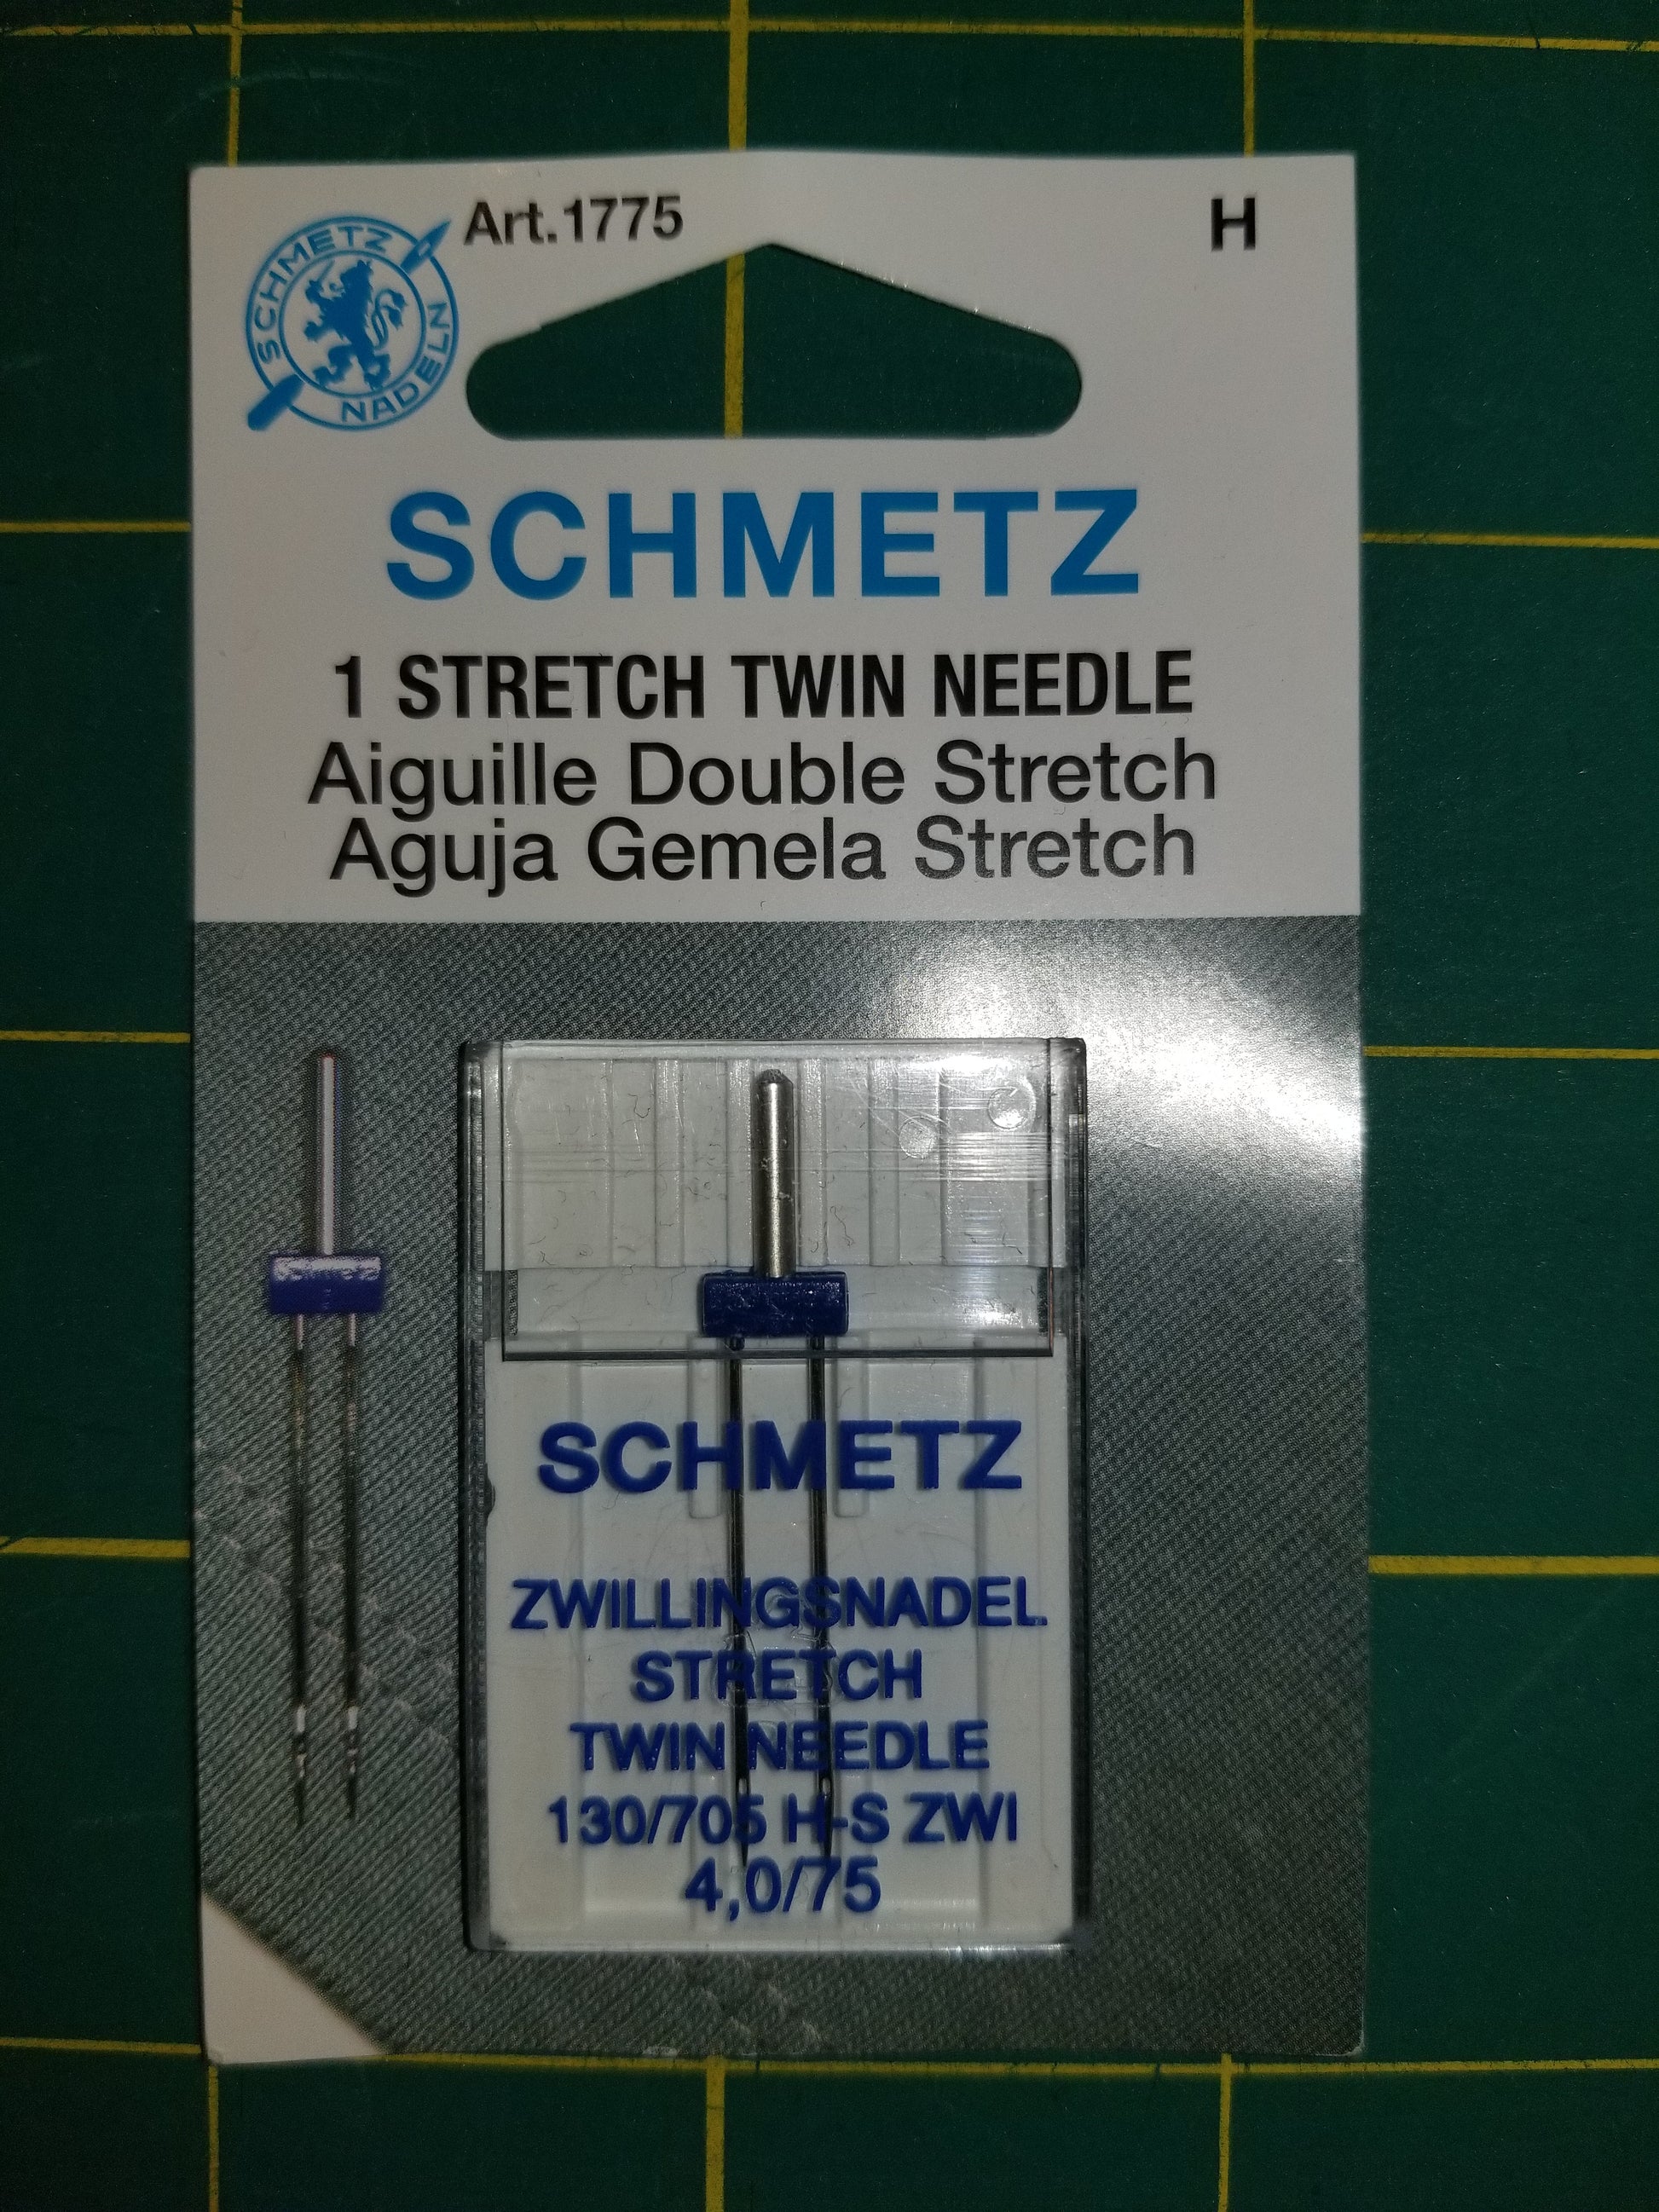 Art.1775
H
SCHMETZ
NADELN
SCHMETZ
1 STRETCH TWIN NEEDLE
Aiguille Double Stretch
Aguja Gemela Stretch
SCHMETZ
SCHMETZ
ZWILLINGSNADEL
STRETCH
TWIN NEEDLE
130/705 H-S ZWI
4,0/75